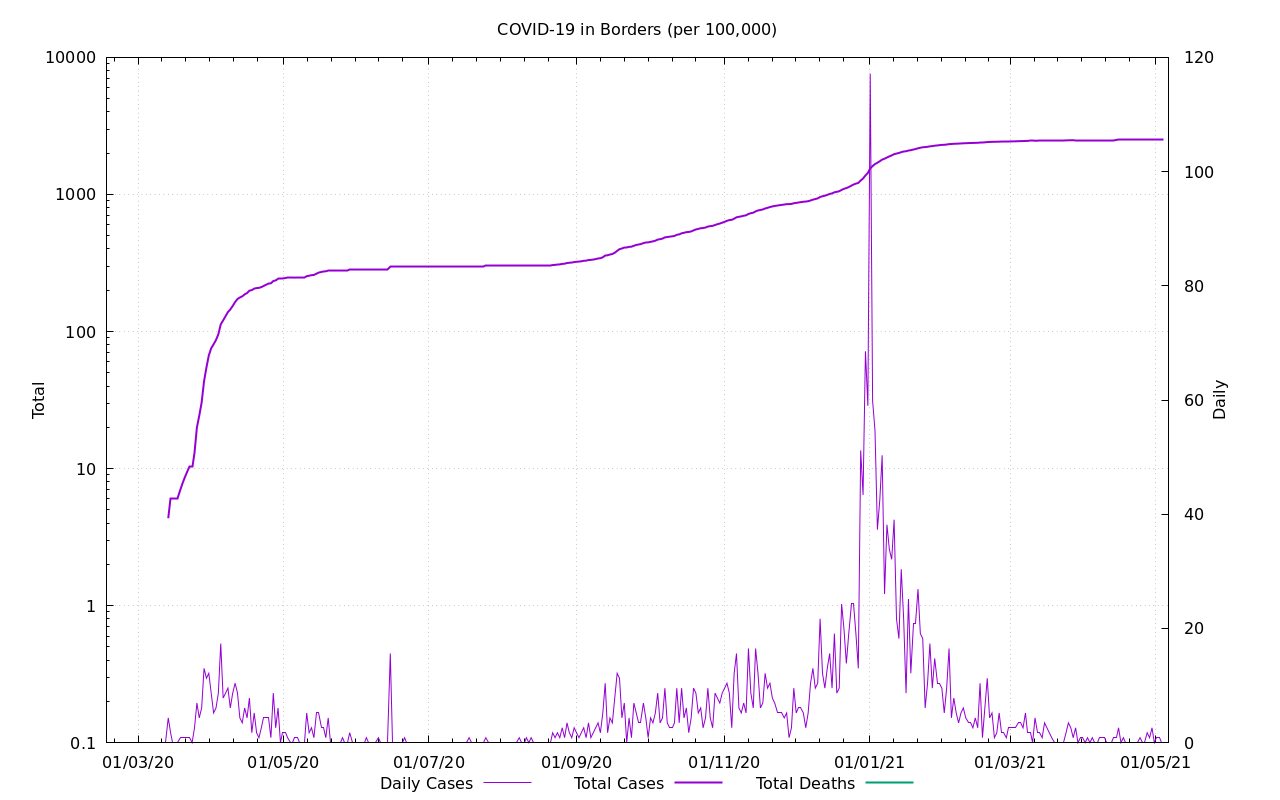 COVID-19 in Borders (per 100,000)
10000
1000
100
10
1
0.1
Total
120
100
80
60
40
20
0
Daily
01/03/20 01/05/20 01/07/20 01/09/20 01/11/20 01/01/21 01/03/21 01/05/21
Daily Cases Total Cases Total Deaths